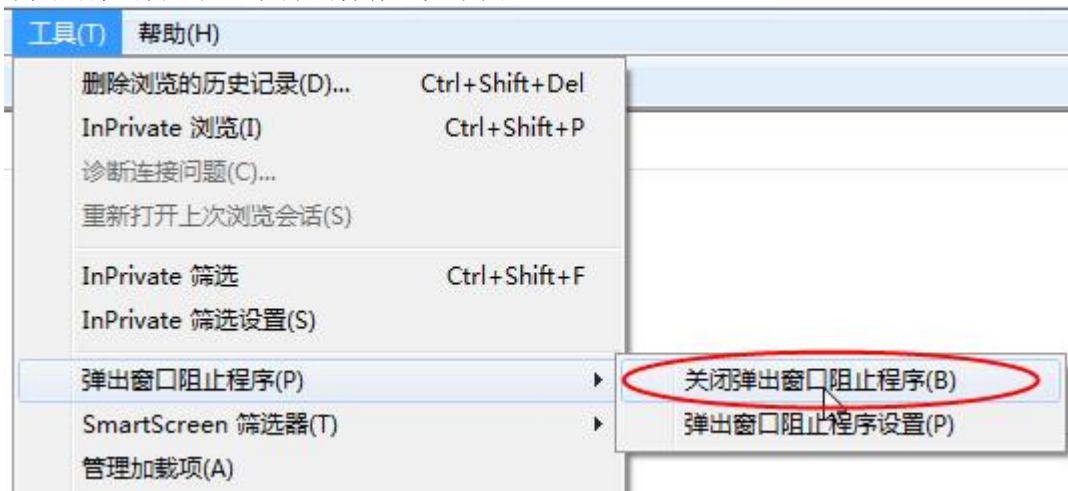 工具(T) 帮助(H)
删除浏览的历史记录(D)... Ctrl+Shift+Del
InPrivate 浏览(I) Ctrl+Shift+P
诊断连接问题(C)...
重新打开上次浏览会话(S)
InPrivate 筛选 Ctrl+Shift+F
InPrivate 筛选设置(S)
弹出窗口阻止程序(P) 关闭弹出窗口阻止程序(B)
SmartScreen 筛选器(T) 弹出窗口阻止程序设置(P)
管理加载项(A)